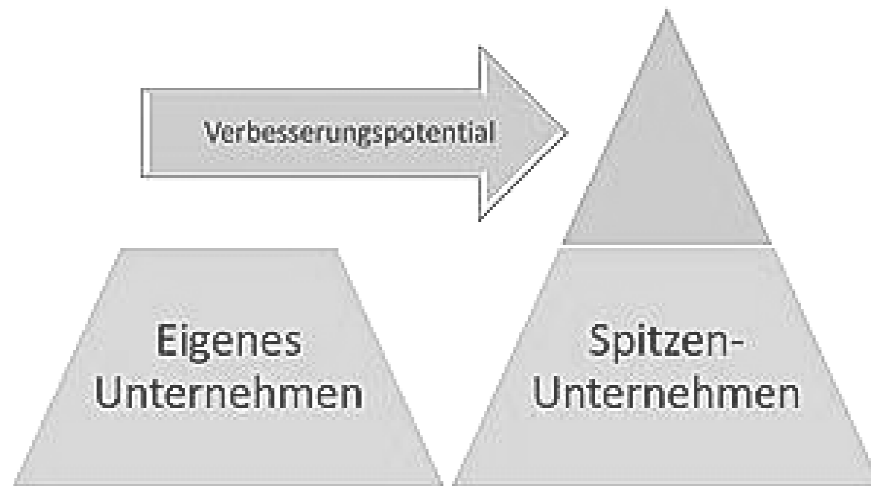 Verbesserungspotential
Eigenes
Unternehmen
Spitzen-
Unternehmen